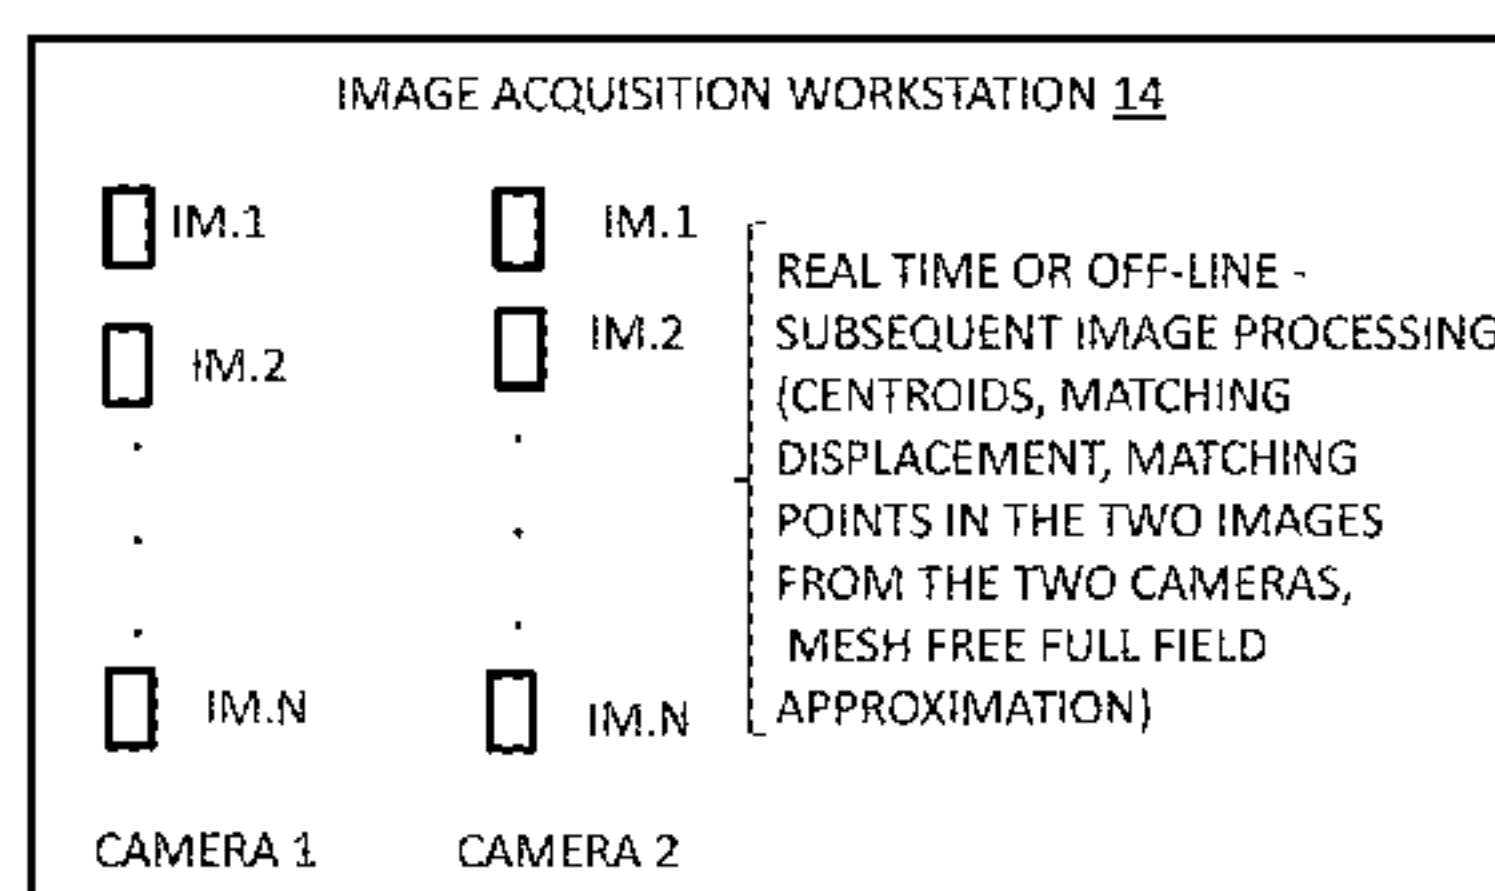 IMAGE ACQUISITION WORKSTATION 14
IM.1
IM.1
REAL TIME OR OFF-LINE -
SUBSEQUENT IMAGE PROCESSING
IM.2
IM.2
(CENTROIDS, MATCHING
DISPLACEMENT, MATCHING
POINTS IN THE TWO IMAGES
FROM THE TWO CAMERAS,
MESH FREE FULL FIELD
APPROXIMATION)
IM.N
IM.N
CAMERA 1
CAMERA 2